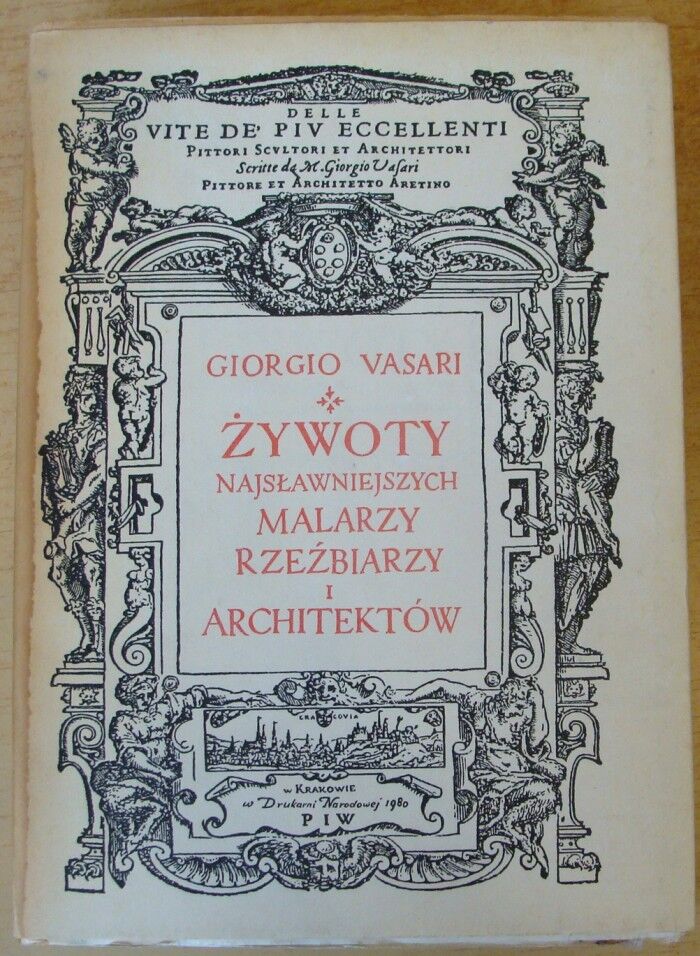 DELLE
VITE DE' PIV ECCELLENTI
PITTORI SCVLTORI ET ARCHITETTORI
Scritte da M. Giorgio Vasari
PITTORE ET ARCHITETTO ARETINO
GIORGIO VASARI
ŻYWOTY
NAJSŁAWNIEJSZYCH
MALARZY
RZEŹBIARZY
I
ARCHITEKTÓW
CRACOVIA
w KRAKOWIE
w Drukarni Narodowej 1980
PIW